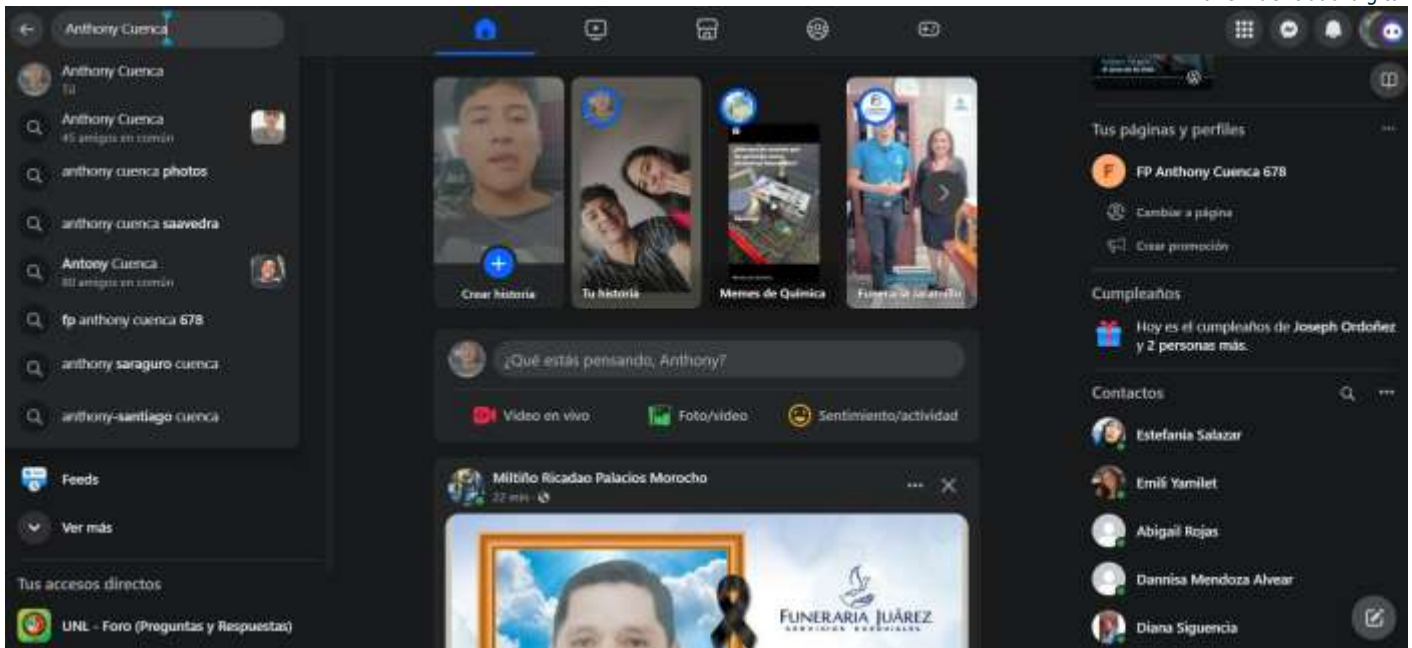 Anthony Cuenca
Anthony Cuenca
Tú
Anthony Cuenca
45 amigos en común
anthony cuenca photos
anthony cuenca saavedra
Antony Cuenca
80 amigos en común
fp anthony cuenca 678
anthony saraguro cuenca
anthony-santiago cuenca
Feeds
Ver más
Tus accesos directos
UNL - Foro (Preguntas y Respuestas)
Crear historia
Tu historia
Memes de Química
¿Qué estás pensando, Anthony?
Video en vivo
Foto/video
Sentimiento/actividad
Miltiño Ricadao Palacios Morocho
22 min
FUNERARIA JUÁREZ
Tus páginas y perfiles
F
FP Anthony Cuenca 678
Cambiar a página
Crear promoción
Cumpleaños
Hoy es el cumpleaños de Joseph Ordoñez
y 2 personas más.
Contactos
Estefania Salazar
Emili Yamilet
Abigail Rojas
Dannisa Mendoza Alvear
Diana Siguencia